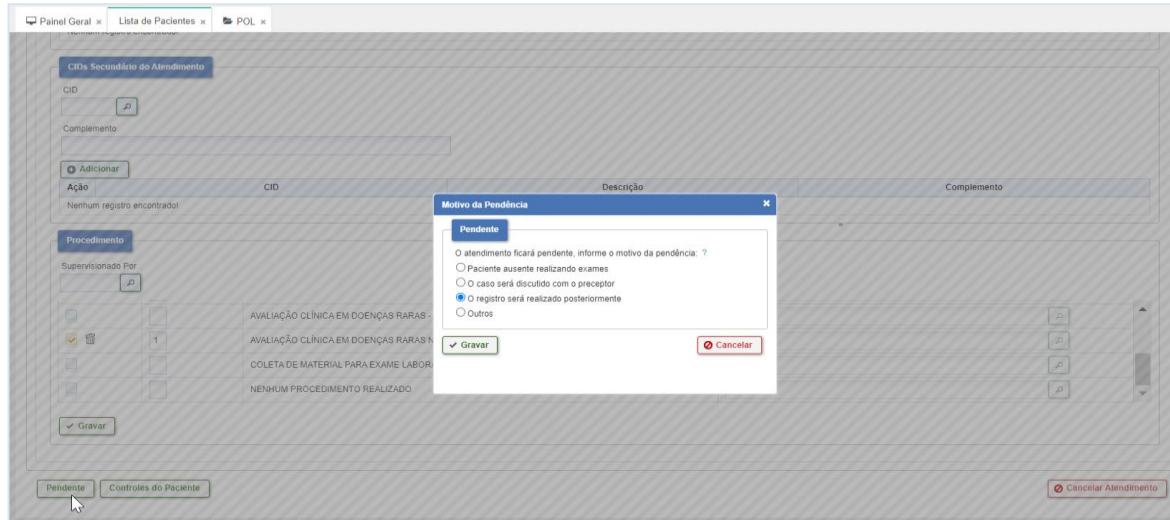 Painel Geral × Lista de Pacientes × POL ×
Nenhum registro encontrado!
CIDs Secundário do Atendimento
CID
Complemento
Adicionar
Ação CID Descrição Complemento
Nenhum registro encontrado!
Motivo da Pendência
Pendente
O atendimento ficará pendente, informe o motivo da pendência: ?
Paciente ausente realizando exames
O caso será discutido com o preceptor
O registro será realizado posteriormente
Outros
Gravar Cancelar
Procedimento
Supervisionado Por
AVALIAÇÃO CLÍNICA EM DOENÇAS RARAS -
1 AVALIAÇÃO CLÍNICA EM DOENÇAS RARAS N
COLETA DE MATERIAL PARA EXAME LABOR
NENHUM PROCEDIMENTO REALIZADO
Gravar
Pendente Controles do Paciente Cancelar Atendimento